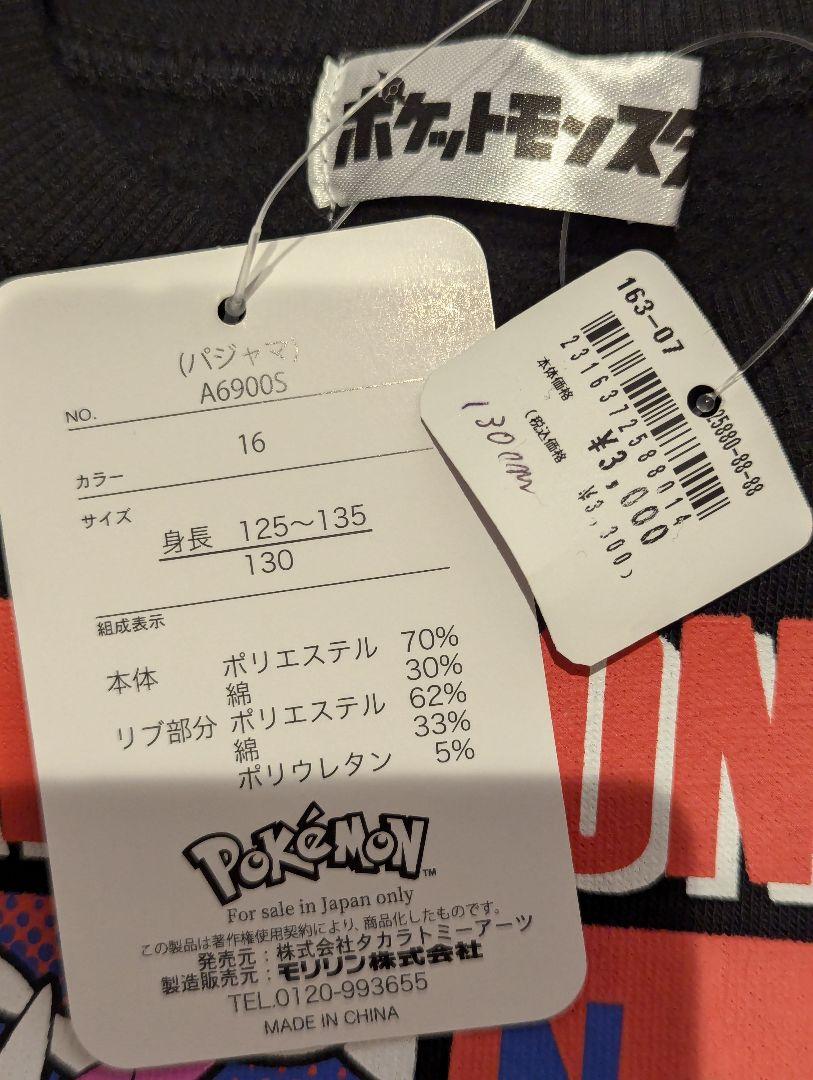 ポケットモンスタ
(パジャマ)
NO. A6900S
カラー 16
サイズ 身長 125〜135
130
組成表示
本体 ポリエステル 70%
綿 30%
リブ部分 ポリエステル 62%
綿 33%
ポリウレタン 5%
POKéMON™
For sale in Japan only
この製品は著作権使用契約により、商品化したものです。
発売元：株式会社タカラトミーアーツ
製造販売元：モリリン株式会社
TEL.0120-993655
MADE IN CHINA
163-07
25880-88-88
2316372588014
本体価格 ¥3,000
(税込価格 ¥3,300)
130cm
ON
N